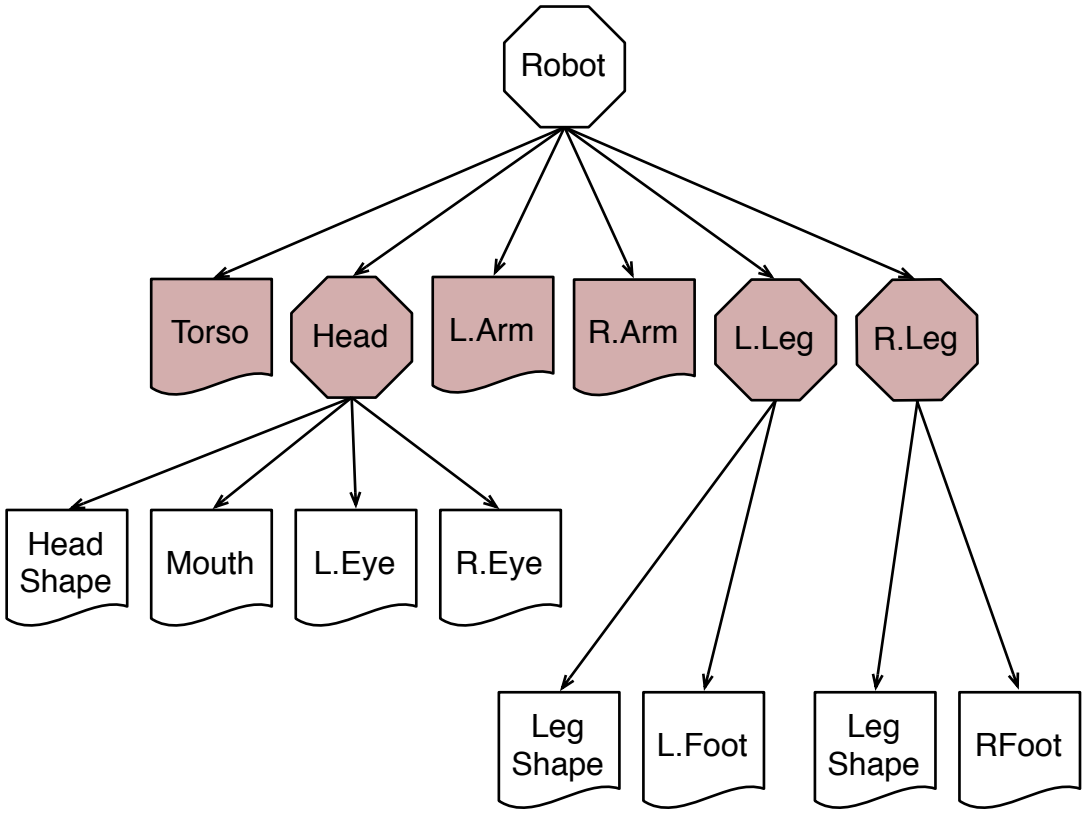 Robot
Torso
Head
L.Arm
R.Arm
L.Leg
R.Leg
Head
Shape
Mouth
L.Eye
R.Eye
Leg
Shape
L.Foot
Leg
Shape
RFoot